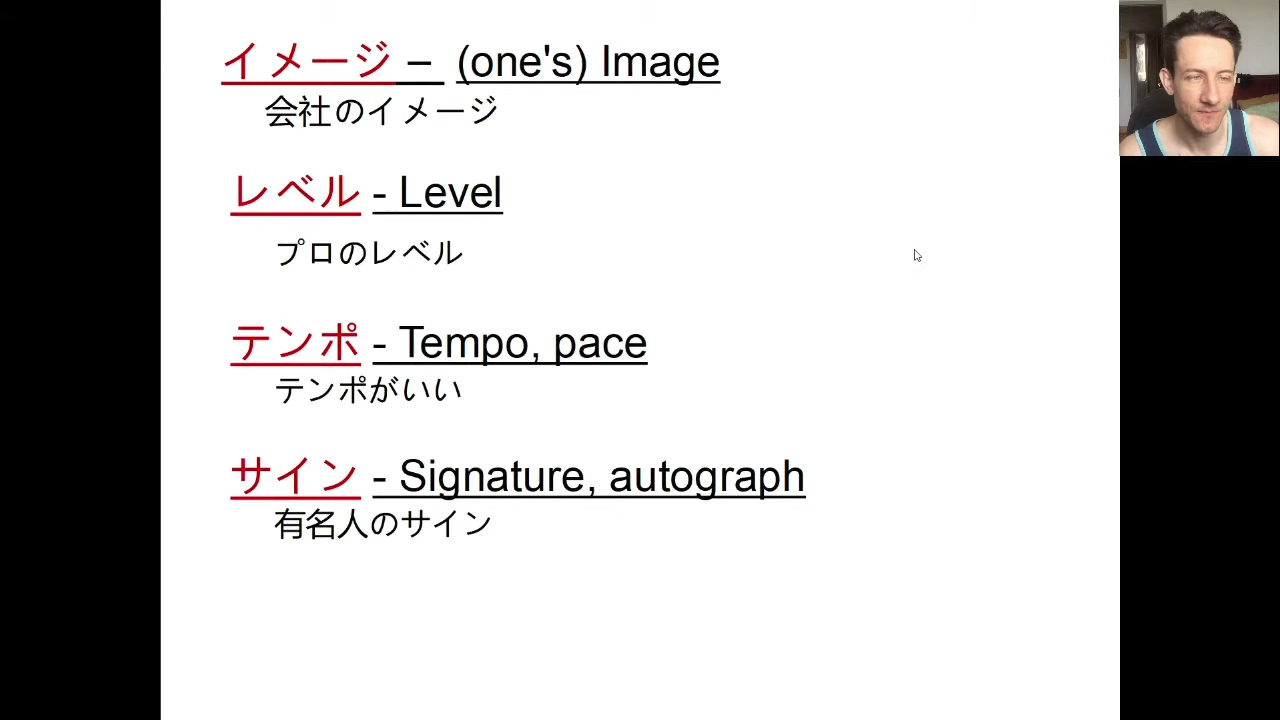 イメージ – (one's) Image
会社のイメージ
レベル - Level
プロのレベル
テンポ - Tempo, pace
テンポがいい
サイン - Signature, autograph
有名人のサイン